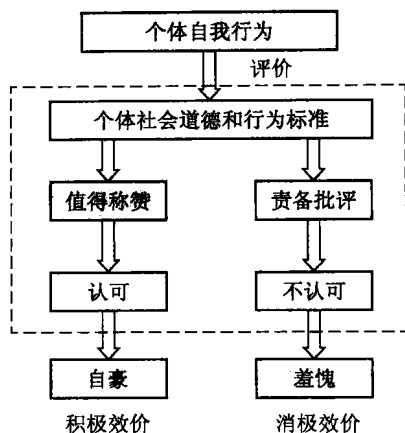 个体自我行为
评价
个体社会道德和行为标准
值得称赞
责备批评
认可
不认可
自豪
羞愧
积极效价
消极效价